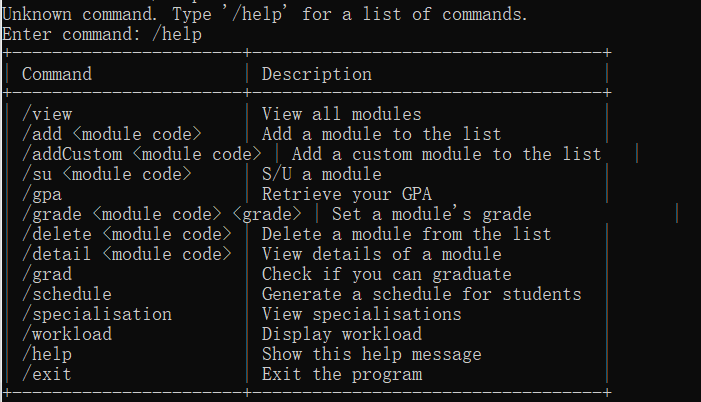 Unknown command. Type '/help' for a list of commands.
Enter command: /help
+-----------------------+-----------------------------------+
| Command               | Description                       |
+-----------------------+-----------------------------------+
| /view                 | View all modules                  |
| /add <module code>    | Add a module to the list          |
| /addCustom <module code> | Add a custom module to the list   |
| /su <module code>     | S/U a module                      |
| /gpa                  | Retrieve your GPA                 |
| /grade <module code> <grade> | Set a module's grade              |
| /delete <module code> | Delete a module from the list     |
| /detail <module code> | View details of a module          |
| /grad                 | Check if you can graduate         |
| /schedule             | Generate a schedule for students  |
| /specialisation       | View specialisations              |
| /workload             | Display workload                  |
| /help                 | Show this help message            |
| /exit                 | Exit the program                  |
+-----------------------+-----------------------------------+